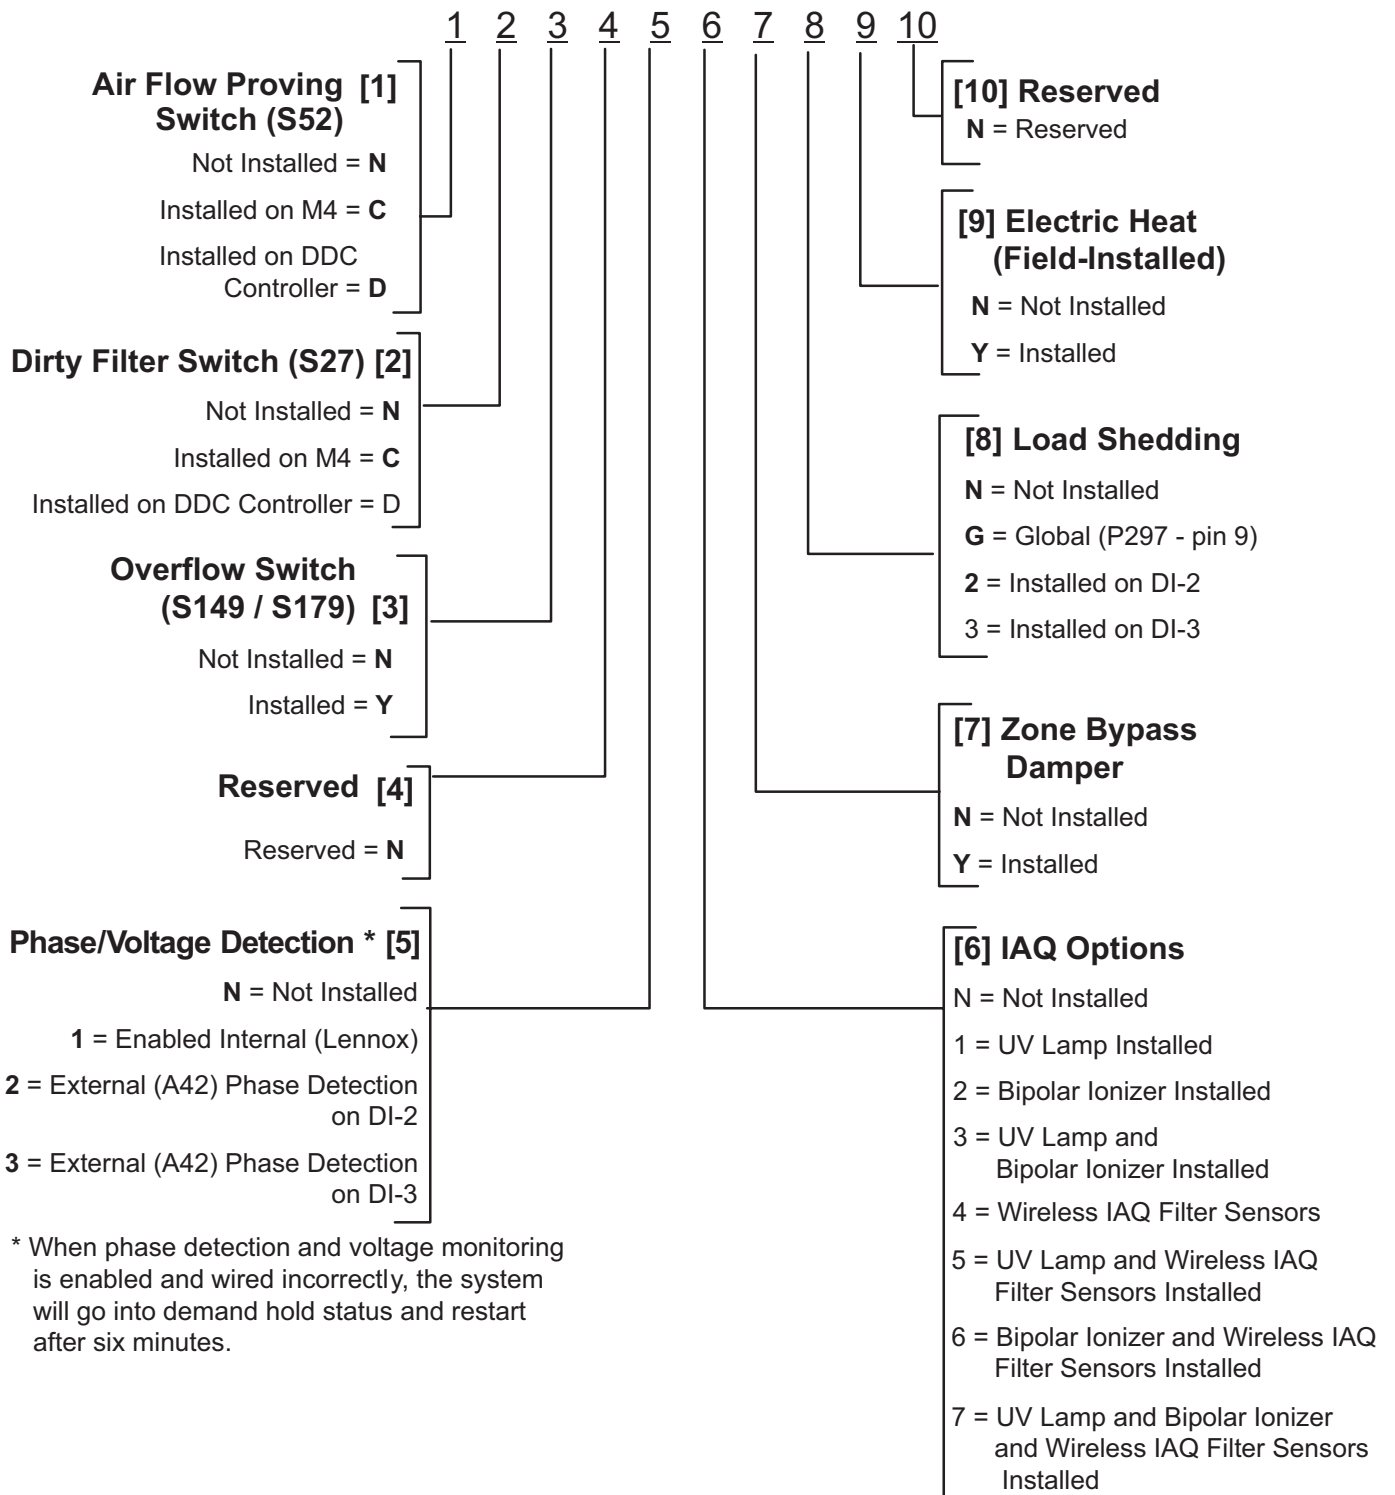 1 2 3 4 5 6 7 8 9 10
Air Flow Proving [1]
Switch (S52)
Not Installed = N
Installed on M4 = C
Installed on DDC
Controller = D
Dirty Filter Switch (S27) [2]
Not Installed = N
Installed on M4 = C
Installed on DDC Controller = D
Overflow Switch
(S149 / S179) [3]
Not Installed = N
Installed = Y
Reserved [4]
Reserved = N
Phase/Voltage Detection * [5]
N = Not Installed
1 = Enabled Internal (Lennox)
2 = External (A42) Phase Detection
on DI-2
3 = External (A42) Phase Detection
on DI-3
* When phase detection and voltage monitoring
is enabled and wired incorrectly, the system
will go into demand hold status and restart
after six minutes.
[10] Reserved
N = Reserved
[9] Electric Heat
(Field-Installed)
N = Not Installed
Y = Installed
[8] Load Shedding
N = Not Installed
G = Global (P297 - pin 9)
2 = Installed on DI-2
3 = Installed on DI-3
[7] Zone Bypass
Damper
N = Not Installed
Y = Installed
[6] IAQ Options
N = Not Installed
1 = UV Lamp Installed
2 = Bipolar Ionizer Installed
3 = UV Lamp and
Bipolar Ionizer Installed
4 = Wireless IAQ Filter Sensors
5 = UV Lamp and Wireless IAQ
Filter Sensors Installed
6 = Bipolar Ionizer and Wireless IAQ
Filter Sensors Installed
7 = UV Lamp and Bipolar Ionizer
and Wireless IAQ Filter Sensors
Installed